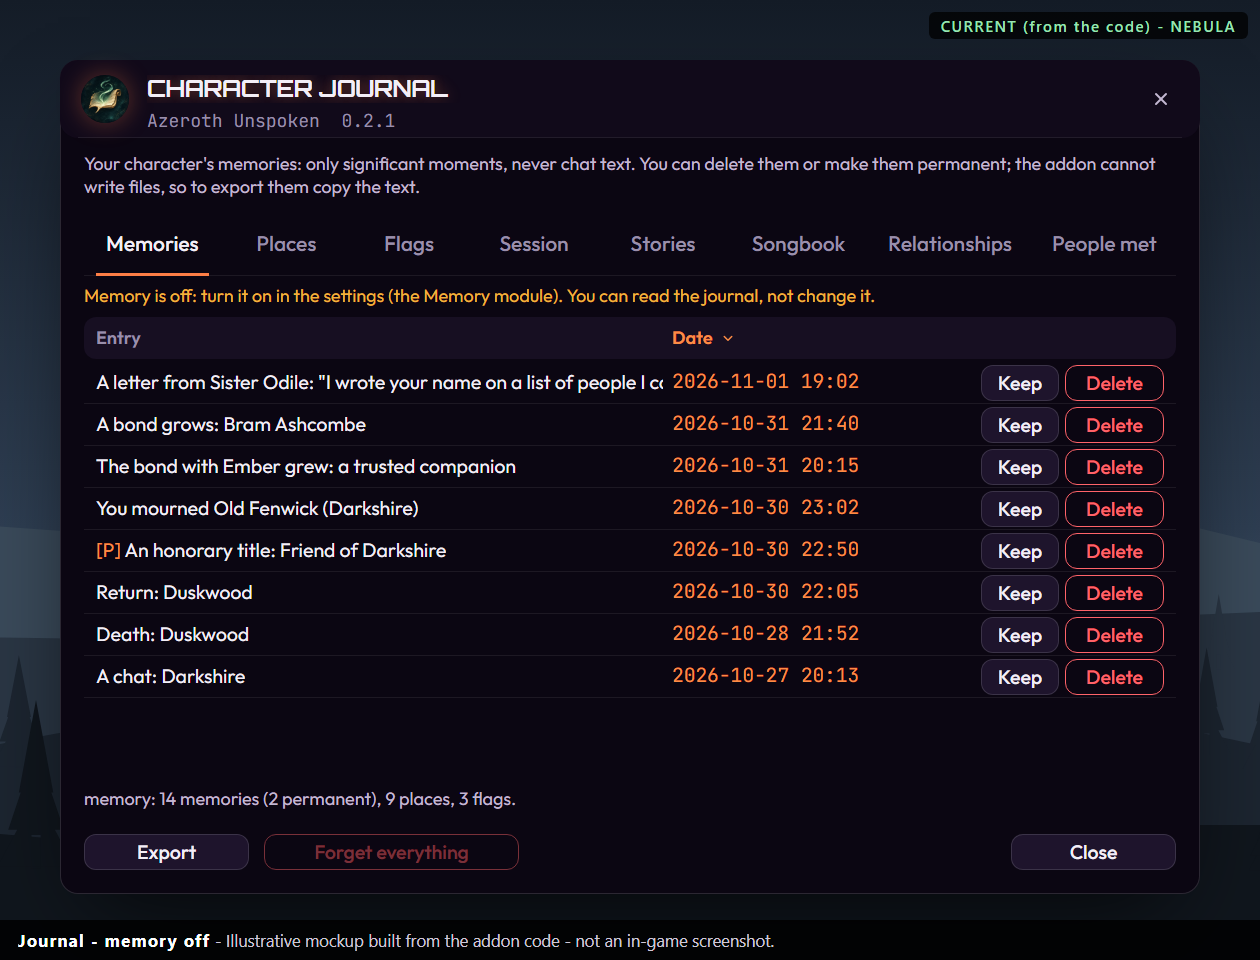 CURRENT (from the code) - NEBULA
CHARACTER JOURNAL
Azeroth Unspoken 0.2.1
Your character's memories: only significant moments, never chat text. You can delete them or make them permanent; the addon cannot
write files, so to export them copy the text.
Memories Places Flags Session Stories Songbook Relationships People met
Memory is off: turn it on in the settings (the Memory module). You can read the journal, not change it.
Entry Date
A letter from Sister Odile: "I wrote your name on a list of people I 2026-11-01 19:02 Keep Delete
A bond grows: Bram Ashcombe 2026-10-31 21:40 Keep Delete
The bond with Ember grew: a trusted companion 2026-10-31 20:15 Keep Delete
You mourned Old Fenwick (Darkshire) 2026-10-30 23:02 Keep Delete
[P] An honorary title: Friend of Darkshire 2026-10-30 22:50 Keep Delete
Return: Duskwood 2026-10-30 22:05 Keep Delete
Death: Duskwood 2026-10-28 21:52 Keep Delete
A chat: Darkshire 2026-10-27 20:13 Keep Delete
memory: 14 memories (2 permanent), 9 places, 3 flags.
Export Forget everything Close
Journal - memory off - Illustrative mockup built from the addon code - not an in-game screenshot.